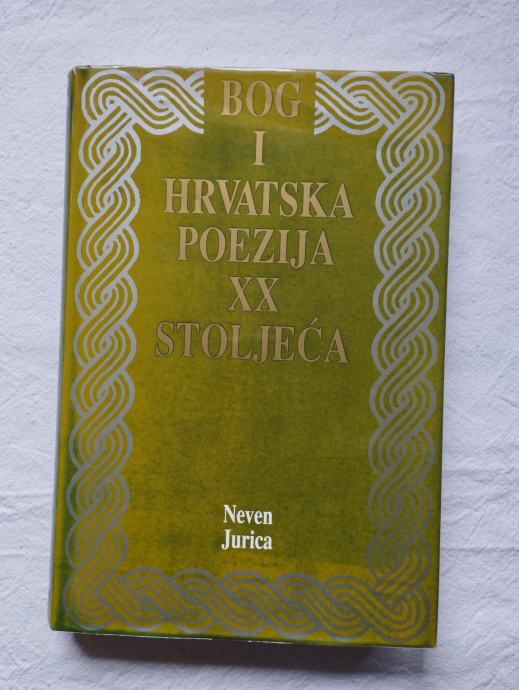 BOG
I
HRVATSKA
POEZIJA
XX
STOLJEĆA
Neven
Jurica